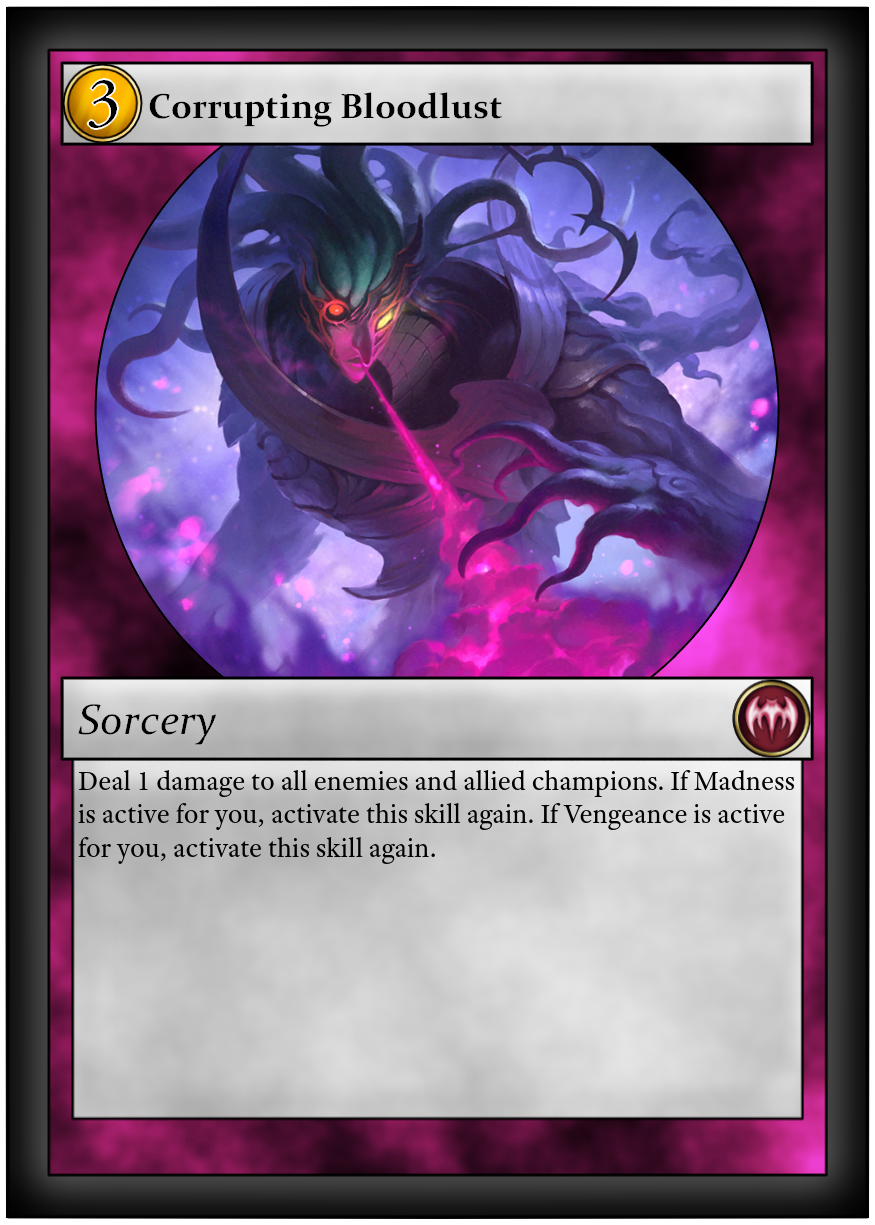 3 Corrupting Bloodlust
Sorcery
Deal 1 damage to all enemies and allied champions. If Madness
is active for you, activate this skill again. If Vengeance is active
for you, activate this skill again.